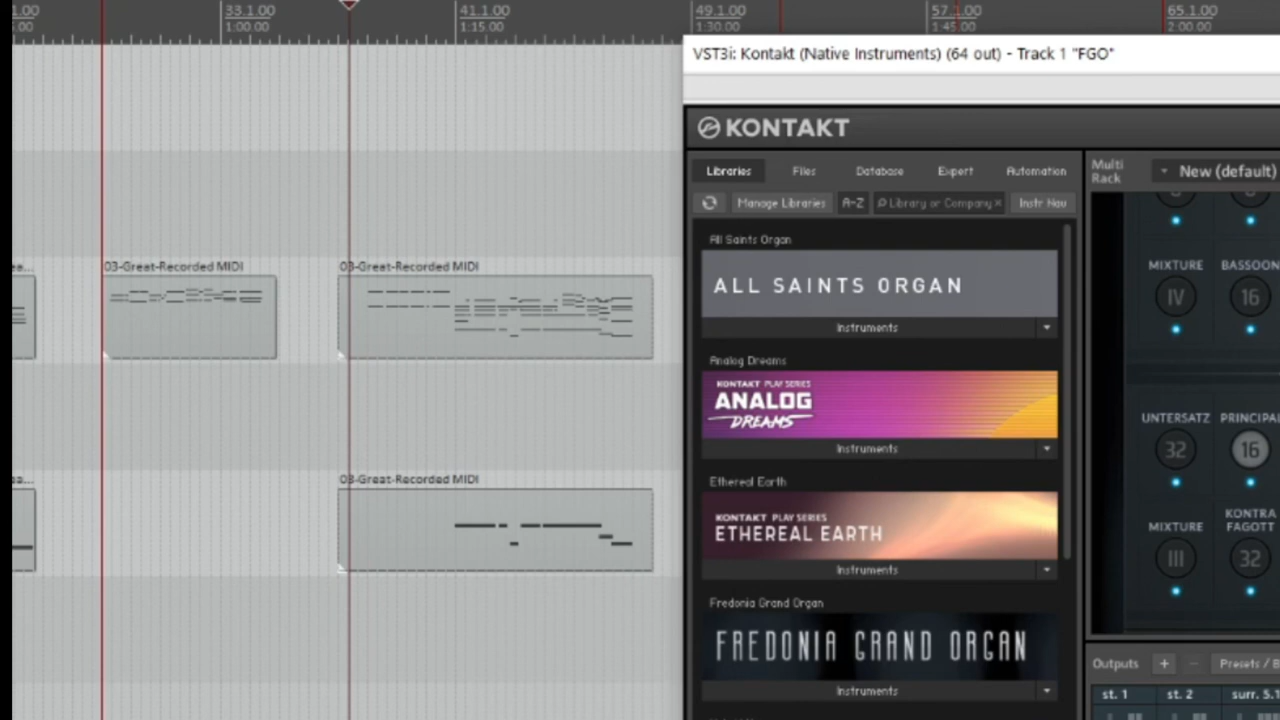 33.1.00
1:00.00
41.1.00
1:15.00
49.1.00
1:30.00
57.1.00
1:45.00
65.1.00
2:00.00
VST3i: Kontakt (Native Instruments) (64 out) - Track 1 "FGO"
KONTAKT
Libraries Files Database Expert Automation
Multi Rack
New (default)
Manage Libraries A-Z Library or Company × Instr Nav
All Saints Organ
ALL SAINTS ORGAN
Instruments
Analog Dreams
KONTAKT PLAY SERIES
ANALOG
DREAMS
Instruments
Ethereal Earth
KONTAKT PLAY SERIES
ETHEREAL EARTH
Instruments
Fredonia Grand Organ
FREDONIA GRAND ORGAN
Instruments
03-Great-Recorded MIDI
03-Great-Recorded MIDI
03-Great-Recorded MIDI
MIXTURE BASSOON
IV 16
UNTERSATZ PRINCIPAL
32 16
MIXTURE KONTRA FAGOTT
III 32
Outputs + - Presets / B
st. 1 st. 2 surr. 5.1